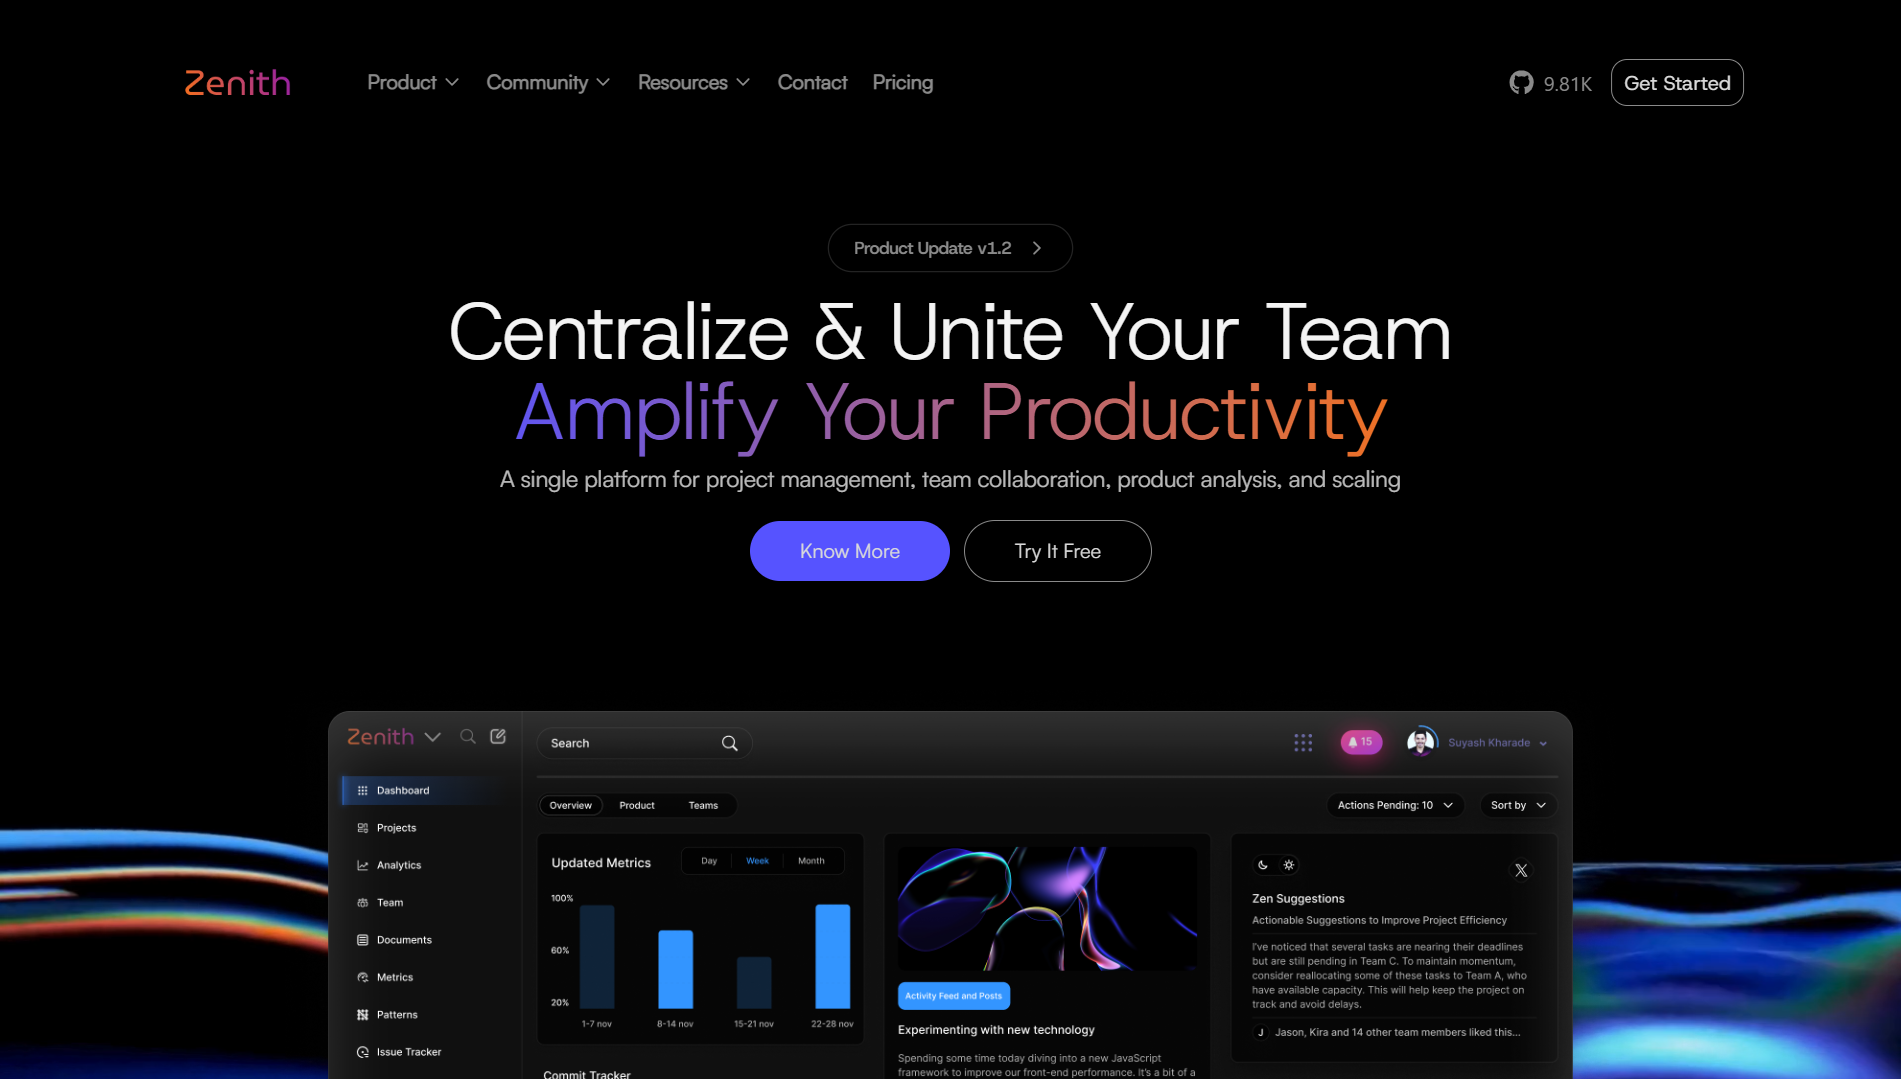 Zenith
Product
Community
Resources
Contact
Pricing
9.81K
Get Started
Product Update v1.2
Centralize & Unite Your Team
Amplify Your Productivity
A single platform for project management, team collaboration, product analysis, and scaling
Know More
Try It Free
Zenith
Search
15
Suyash Kharade
Dashboard
Projects
Analytics
Team
Documents
Metrics
Patterns
Issue Tracker
Overview
Product
Teams
Actions Pending: 10
Sort by
Updated Metrics
Day
Week
Month
100%
60%
20%
1-7 nov
8-14 nov
15-21 nov
22-28 nov
Commit Tracker
Activity Feed and Posts
Experimenting with new technology
Spending some time today diving into a new JavaScript
framework to improve our front-end performance. It's a bit of a
Zen Suggestions
Actionable Suggestions to Improve Project Efficiency
I've noticed that several tasks are nearing their deadlines
but are still pending in Team C. To maintain momentum,
consider reallocating some of these tasks to Team A, who
have available capacity. This will help keep the project on
track and avoid delays.
J
Jason, Kira and 14 other team members liked this...